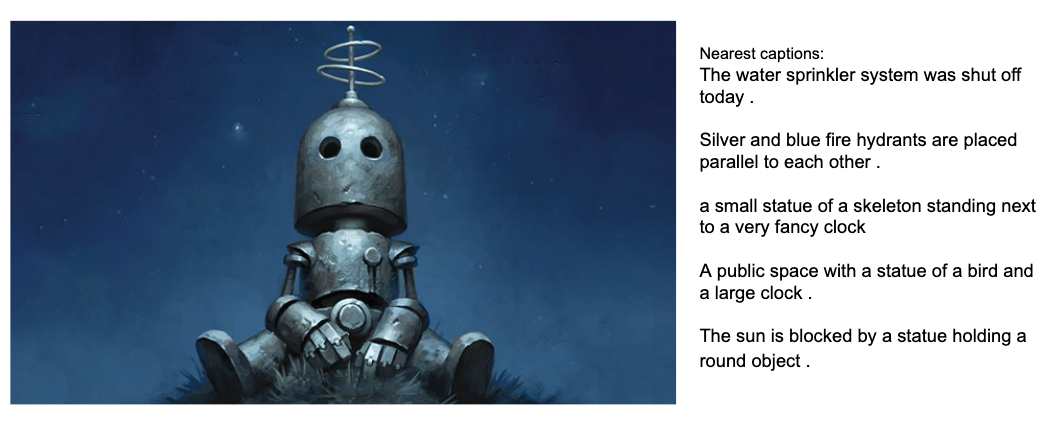 Nearest captions:
The water sprinkler system was shut off
today .
Silver and blue fire hydrants are placed
parallel to each other .
a small statue of a skeleton standing next
to a very fancy clock
A public space with a statue of a bird and
a large clock .
The sun is blocked by a statue holding a
round object .